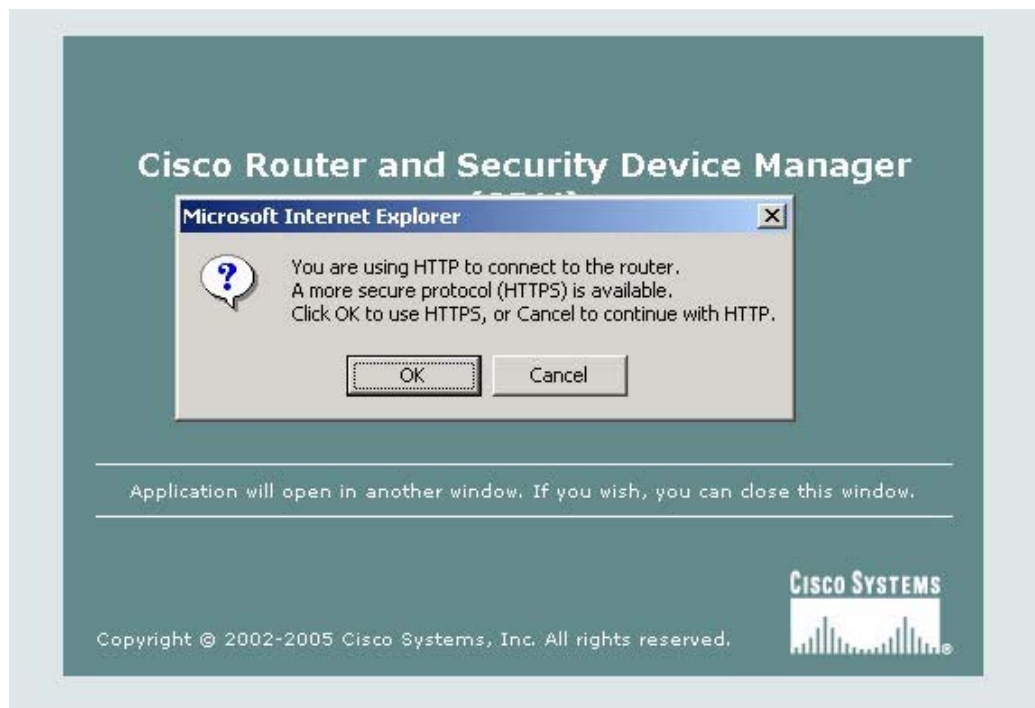 Cisco Router and Security Device Manager
Microsoft Internet Explorer
You are using HTTP to connect to the router.
A more secure protocol (HTTPS) is available.
Click OK to use HTTPS, or Cancel to continue with HTTP.
OK Cancel
Application will open in another window. If you wish, you can close this window.
CISCO SYSTEMS
®
Copyright © 2002-2005 Cisco Systems, Inc. All rights reserved.